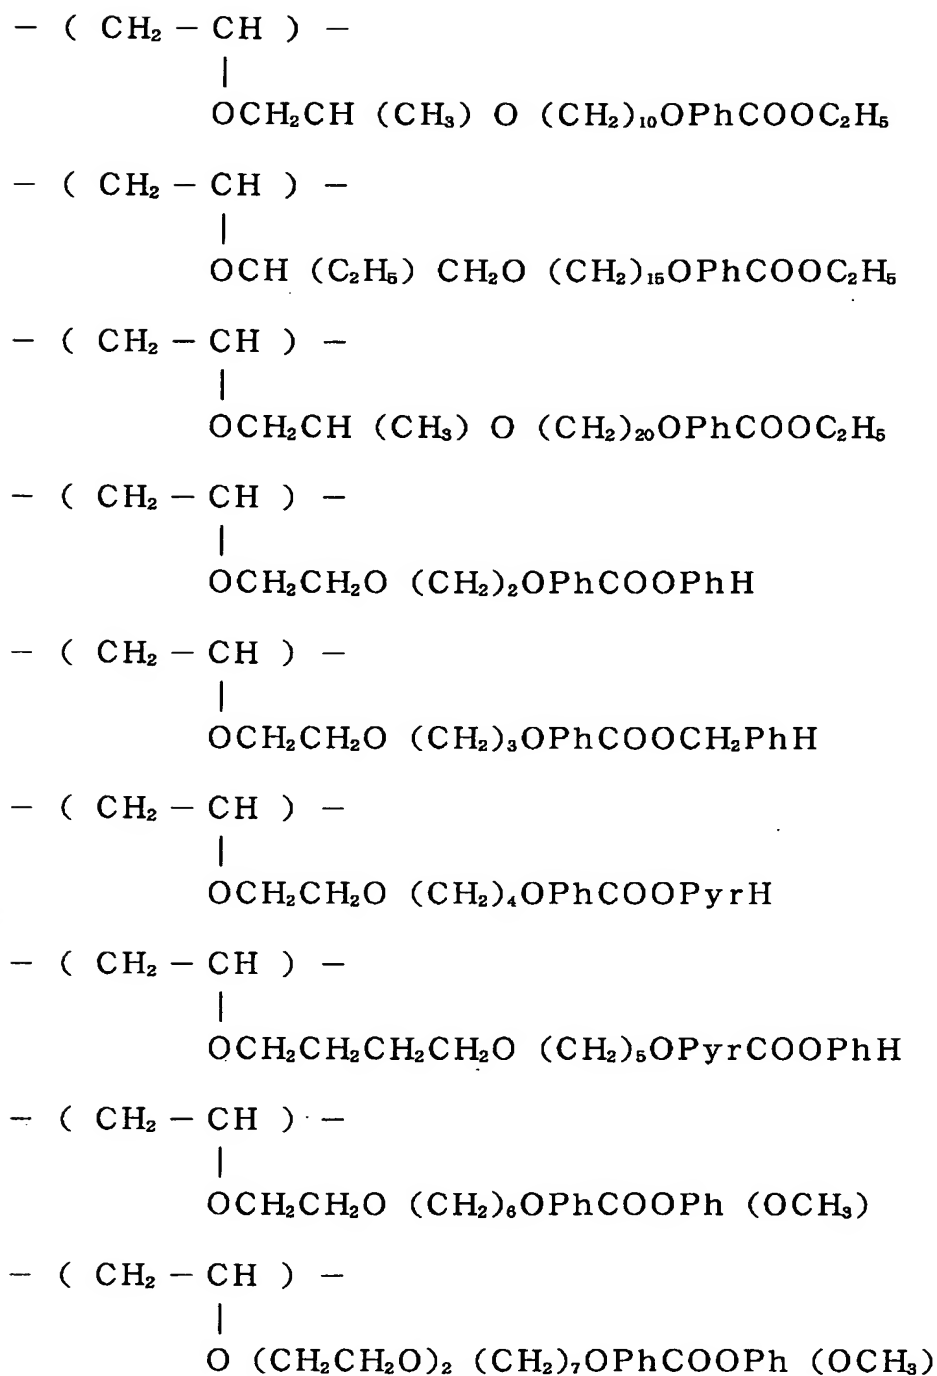 — ( CH₂ — CH ) —
|
OCH₂CH (CH₃) O (CH₂)₁₀OPhCOOC₂H₅
— ( CH₂ — CH ) —
|
OCH (C₂H₅) CH₂O (CH₂)₁₅OPhCOOC₂H₅
— ( CH₂ — CH ) —
|
OCH₂CH (CH₃) O (CH₂)₂₀OPhCOOC₂H₅
— ( CH₂ — CH ) —
|
OCH₂CH₂O (CH₂)₂OPhCOOPhH
— ( CH₂ — CH ) —
|
OCH₂CH₂O (CH₂)₃OPhCOOCH₂PhH
— ( CH₂ — CH ) —
|
OCH₂CH₂O (CH₂)₄OPhCOOPyrH
— ( CH₂ — CH ) —
|
OCH₂CH₂CH₂CH₂O (CH₂)₅OPyrCOOPhH
— ( CH₂ — CH ) —
|
OCH₂CH₂O (CH₂)₆OPhCOOPh (OCH₃)
— ( CH₂ — CH ) —
|
O (CH₂CH₂O)₂ (CH₂)₇OPhCOOPh (OCH₃)